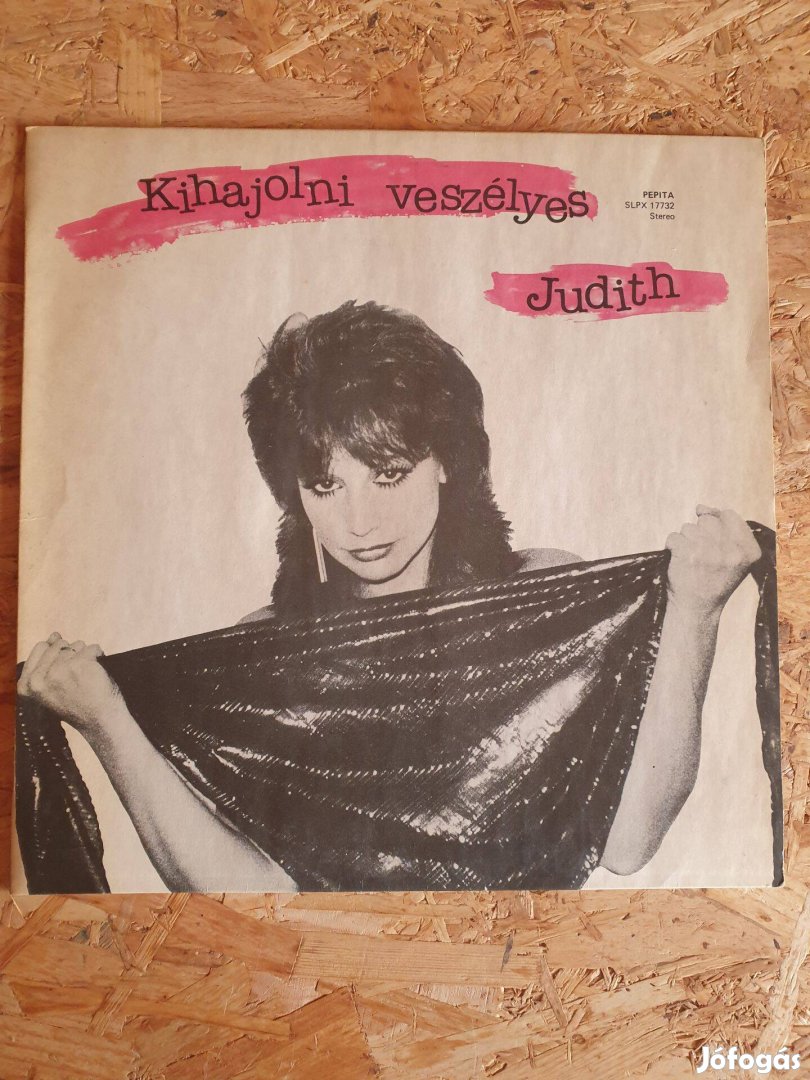 Kihajolni veszélyes
PEPITA
SLPX 17732
Stereo
Judith
Jófogás